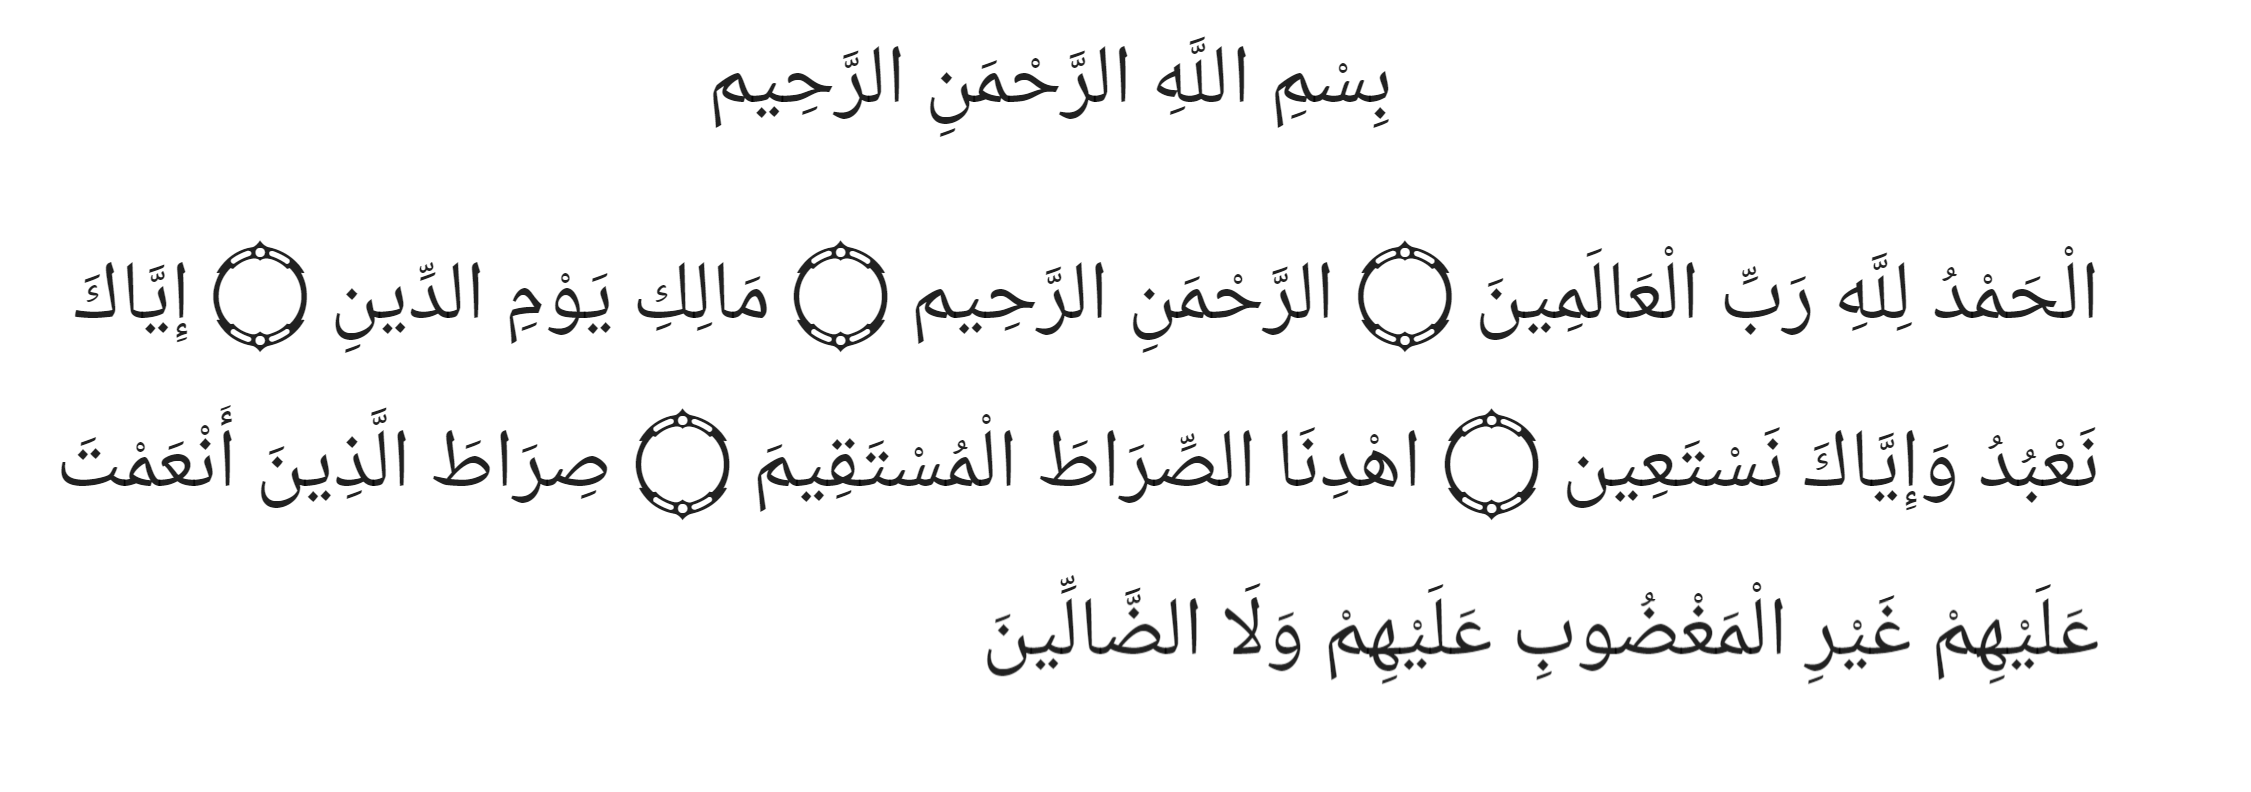 بِسْمِ اللَّهِ الرَّحْمَنِ الرَّحِيم
الْحَمْدُ لِلَّهِ رَبِّ الْعَالَمِينَ ۝ الرَّحْمَنِ الرَّحِيم ۝ مَالِكِ يَوْمِ الدِّينِ ۝ إِيَّاكَ
نَعْبُدُ وَإِيَّاكَ نَسْتَعِين ۝ اهْدِنَا الصِّرَاطَ الْمُسْتَقِيمَ ۝ صِرَاطَ الَّذِينَ أَنْعَمْتَ
عَلَيْهِمْ غَيْرِ الْمَغْضُوبِ عَلَيْهِمْ وَلَا الضَّالِّينَ